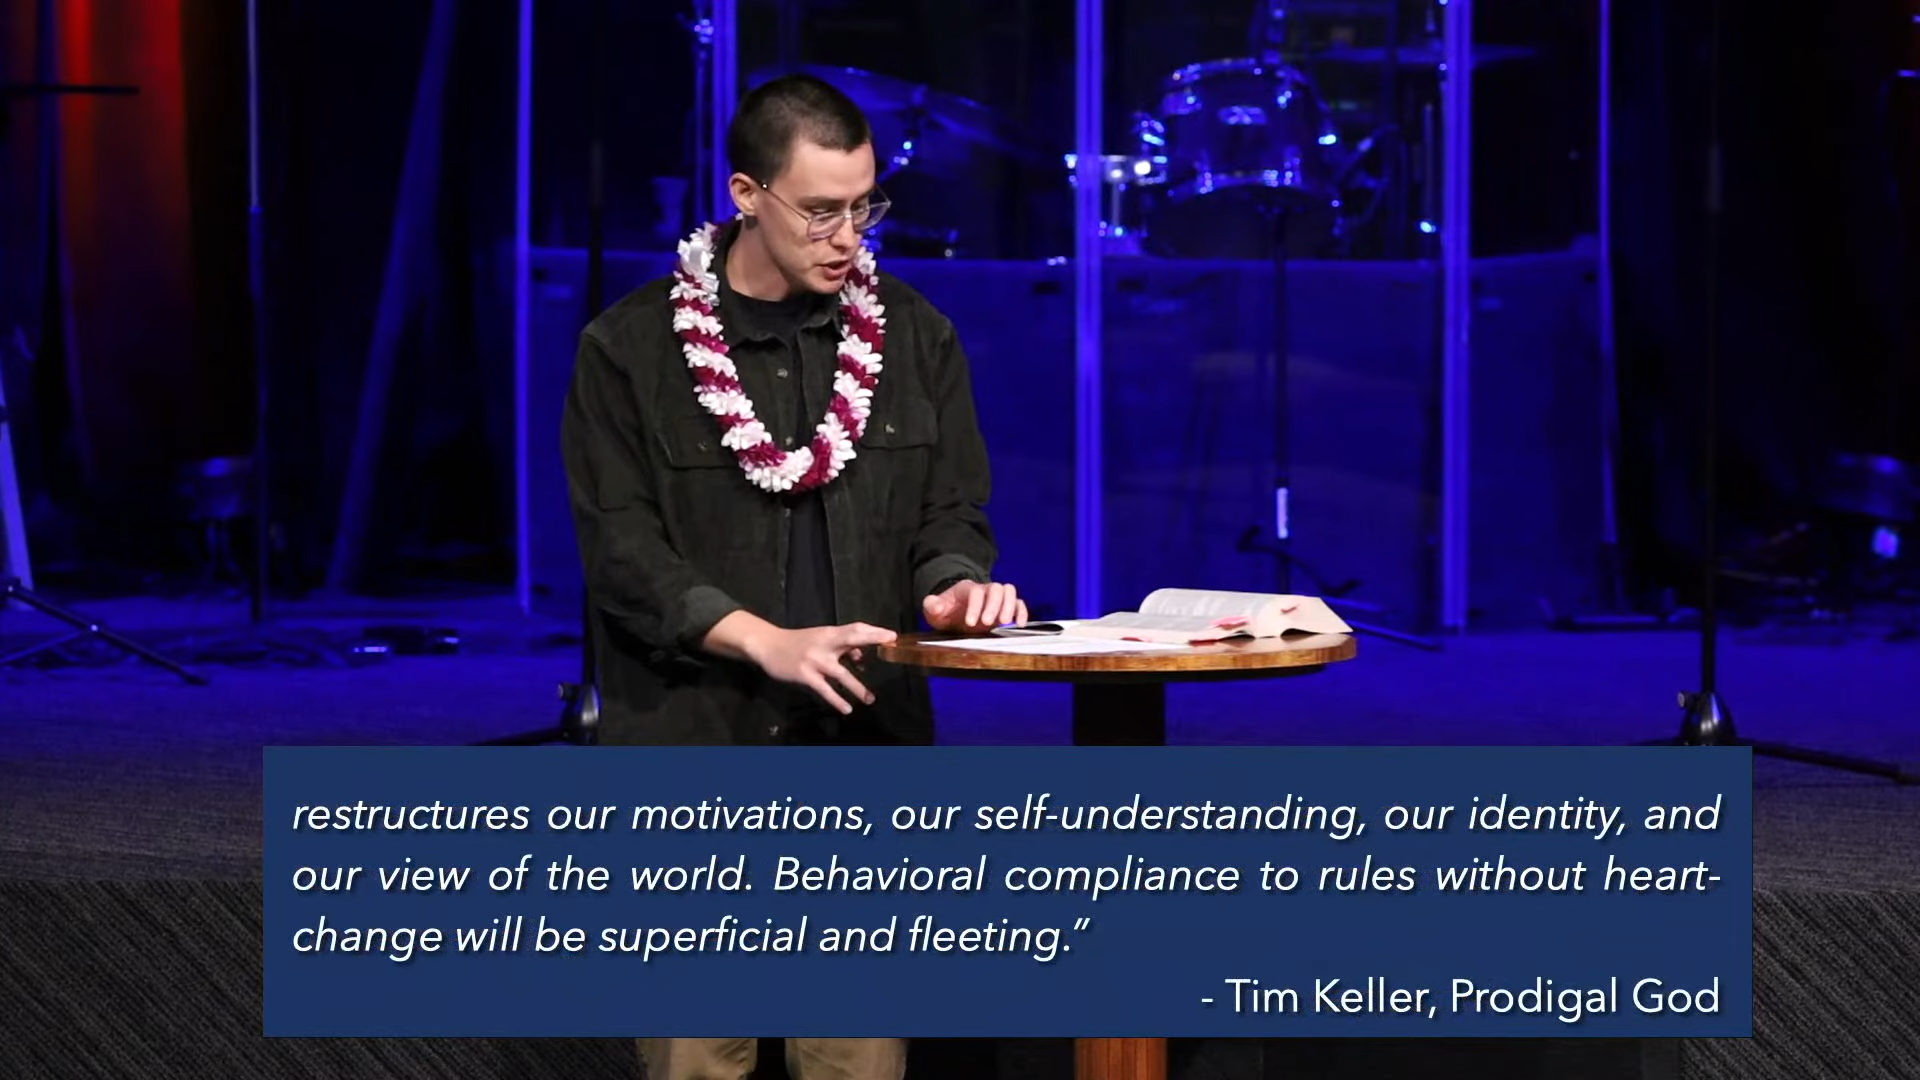 restructures our motivations, our self-understanding, our identity, and
our view of the world. Behavioral compliance to rules without heart-
change will be superficial and fleeting.”
- Tim Keller, Prodigal God